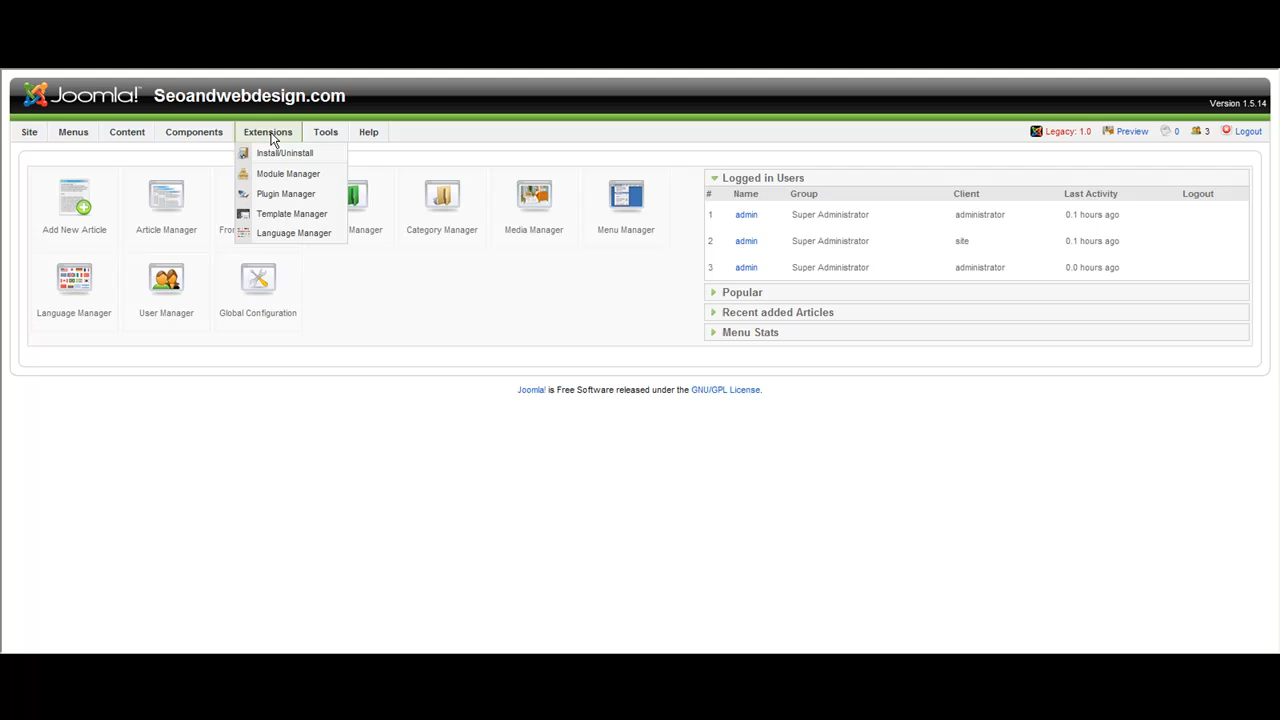 Joomla! Seoandwebdesign.com
Version 1.5.14
Site Menus Content Components Extensions Tools Help Legacy: 1.0 Preview 0 3 Logout
Install/Uninstall
Module Manager
Plugin Manager
Template Manager
Language Manager
Add New Article Article Manager Fro Manager Category Manager Media Manager Menu Manager
Language Manager User Manager Global Configuration
Logged in Users
# Name Group Client Last Activity Logout
1 admin Super Administrator administrator 0.1 hours ago
2 admin Super Administrator site 0.1 hours ago
3 admin Super Administrator administrator 0.0 hours ago
Popular
Recent added Articles
Menu Stats
Joomla! is Free Software released under the GNU/GPL License.